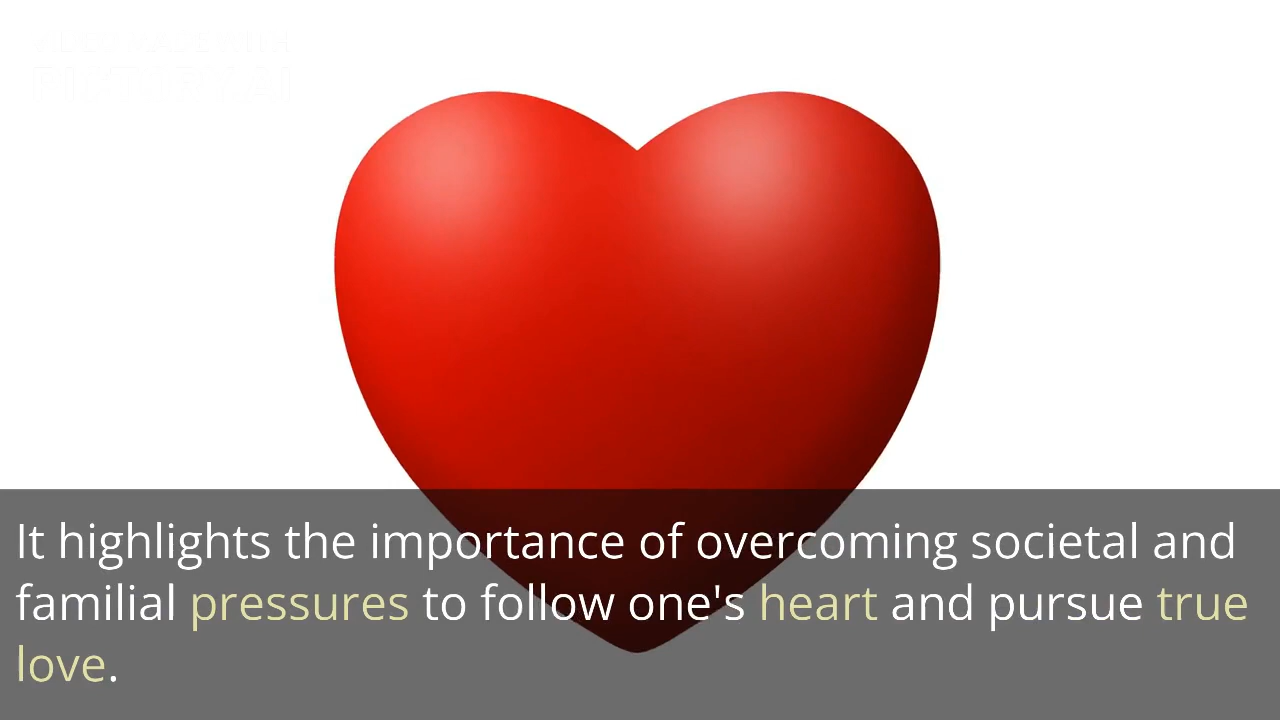 It highlights the importance of overcoming societal and
familial pressures to follow one's heart and pursue true
love.